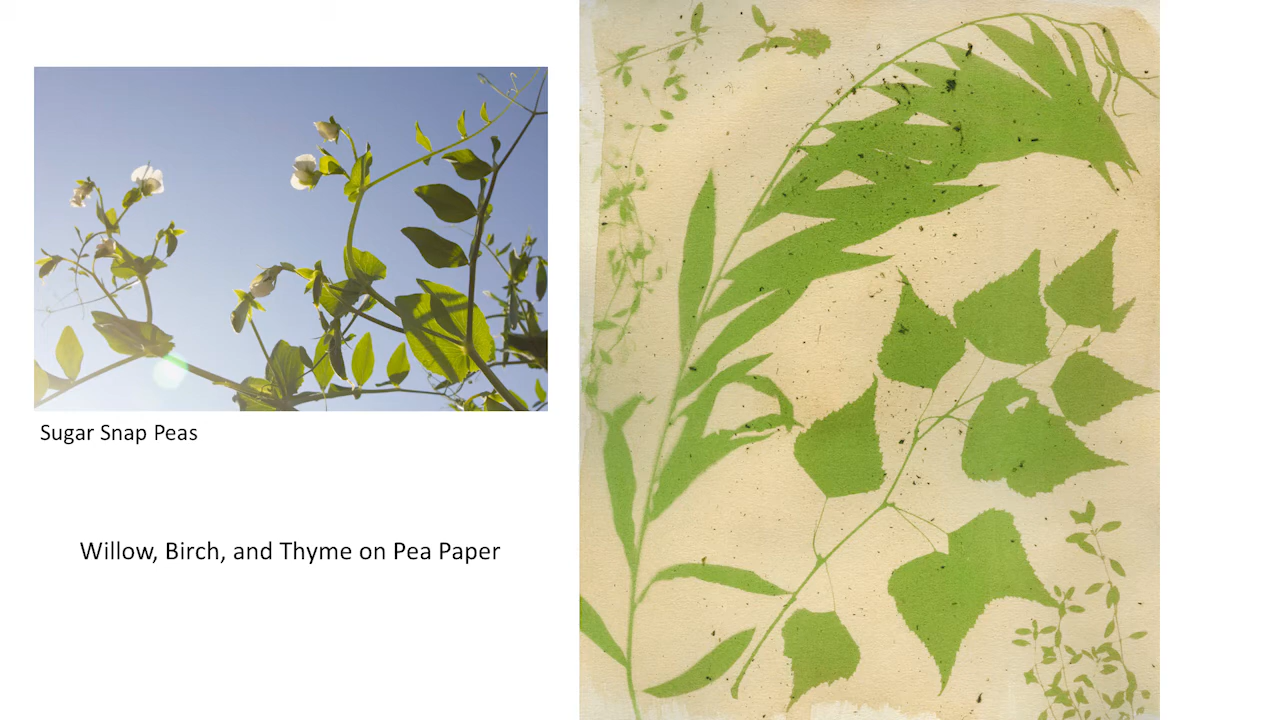 Sugar Snap Peas
Willow, Birch, and Thyme on Pea Paper